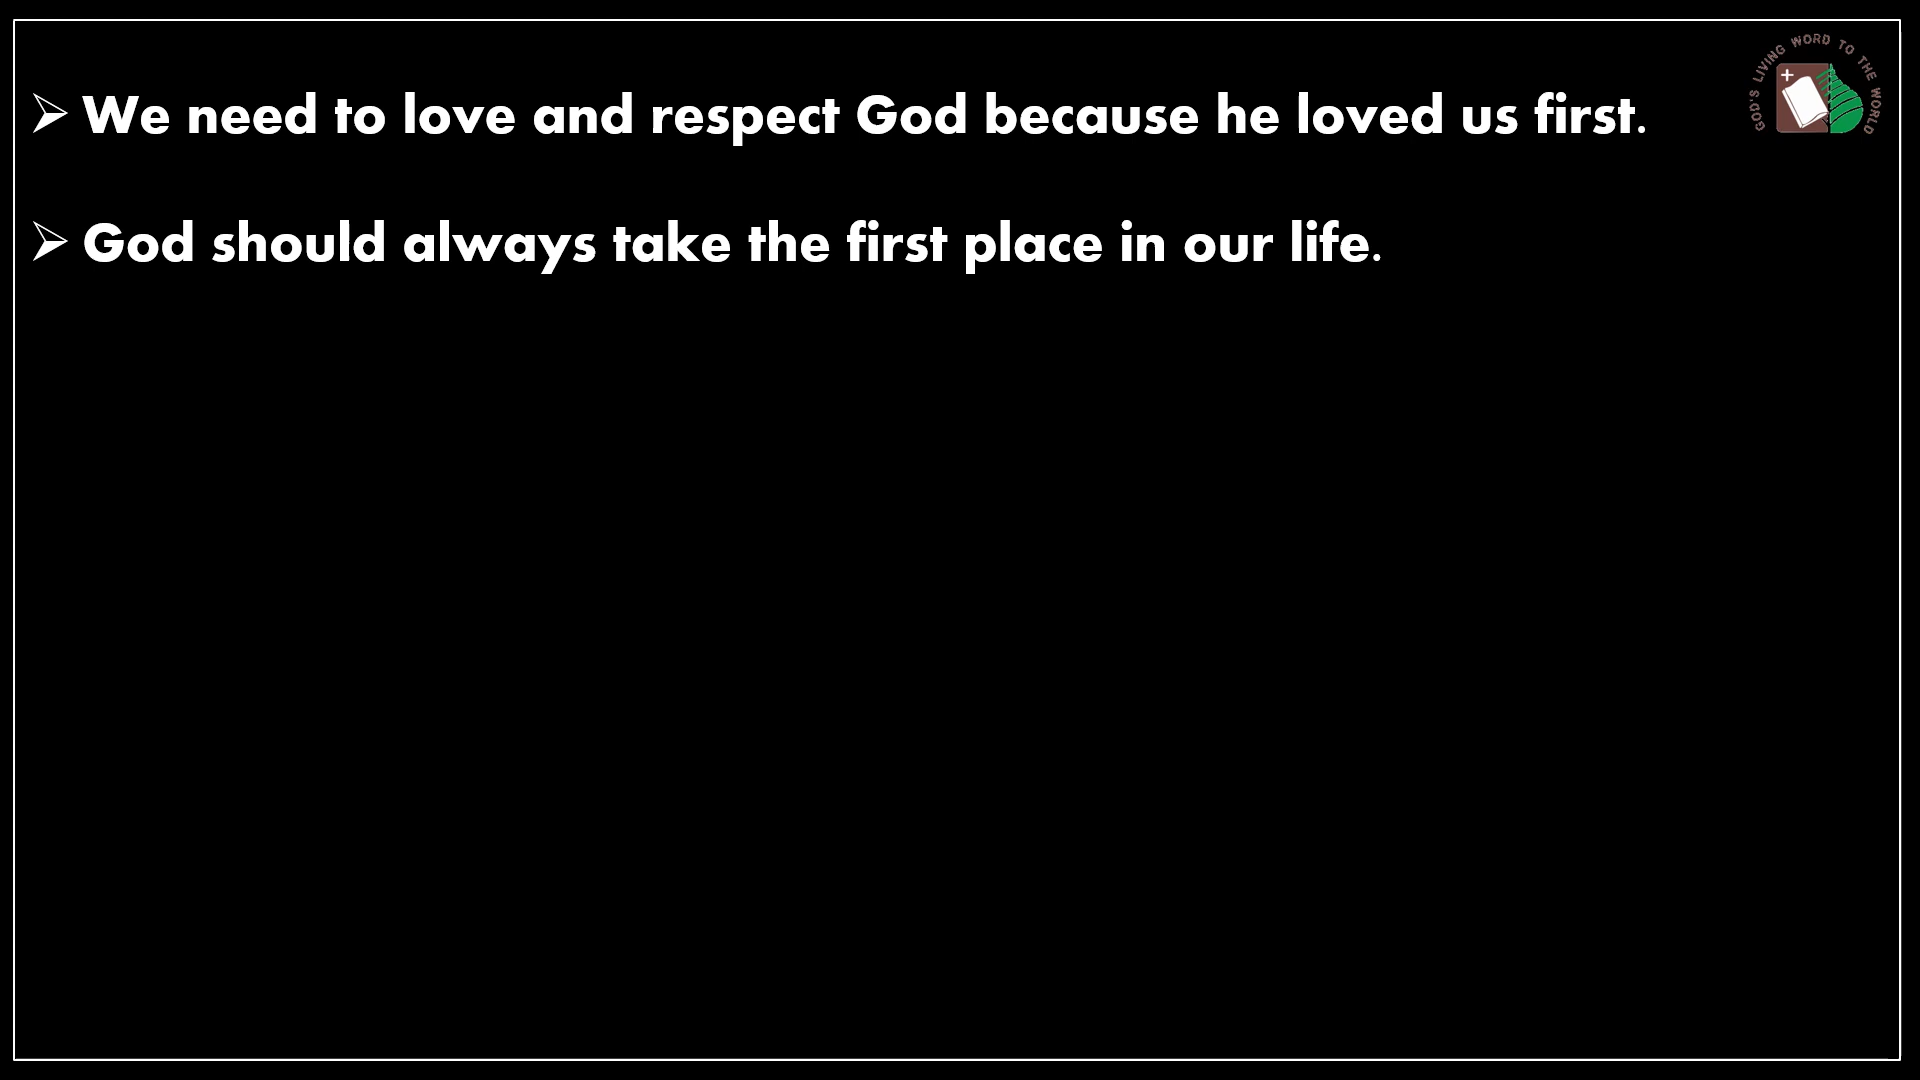 GOD'S LIVING WORD TO THE WORLD
➢ We need to love and respect God because he loved us first.
➢ God should always take the first place in our life.